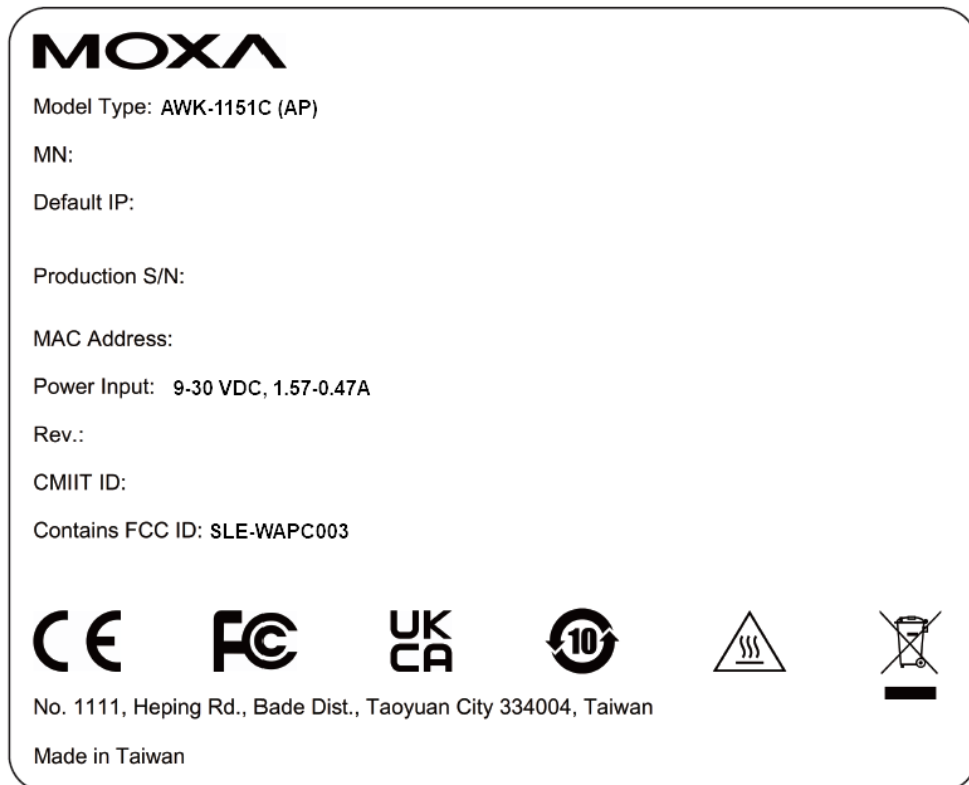 MOXA
Model Type: AWK-1151C (AP)
MN:
Default IP:
Production S/N:
MAC Address:
Power Input: 9-30 VDC, 1.57-0.47A
Rev.:
CMIIT ID:
Contains FCC ID: SLE-WAPC003
CE FC UK CA 10
No. 1111, Heping Rd., Bade Dist., Taoyuan City 334004, Taiwan
Made in Taiwan